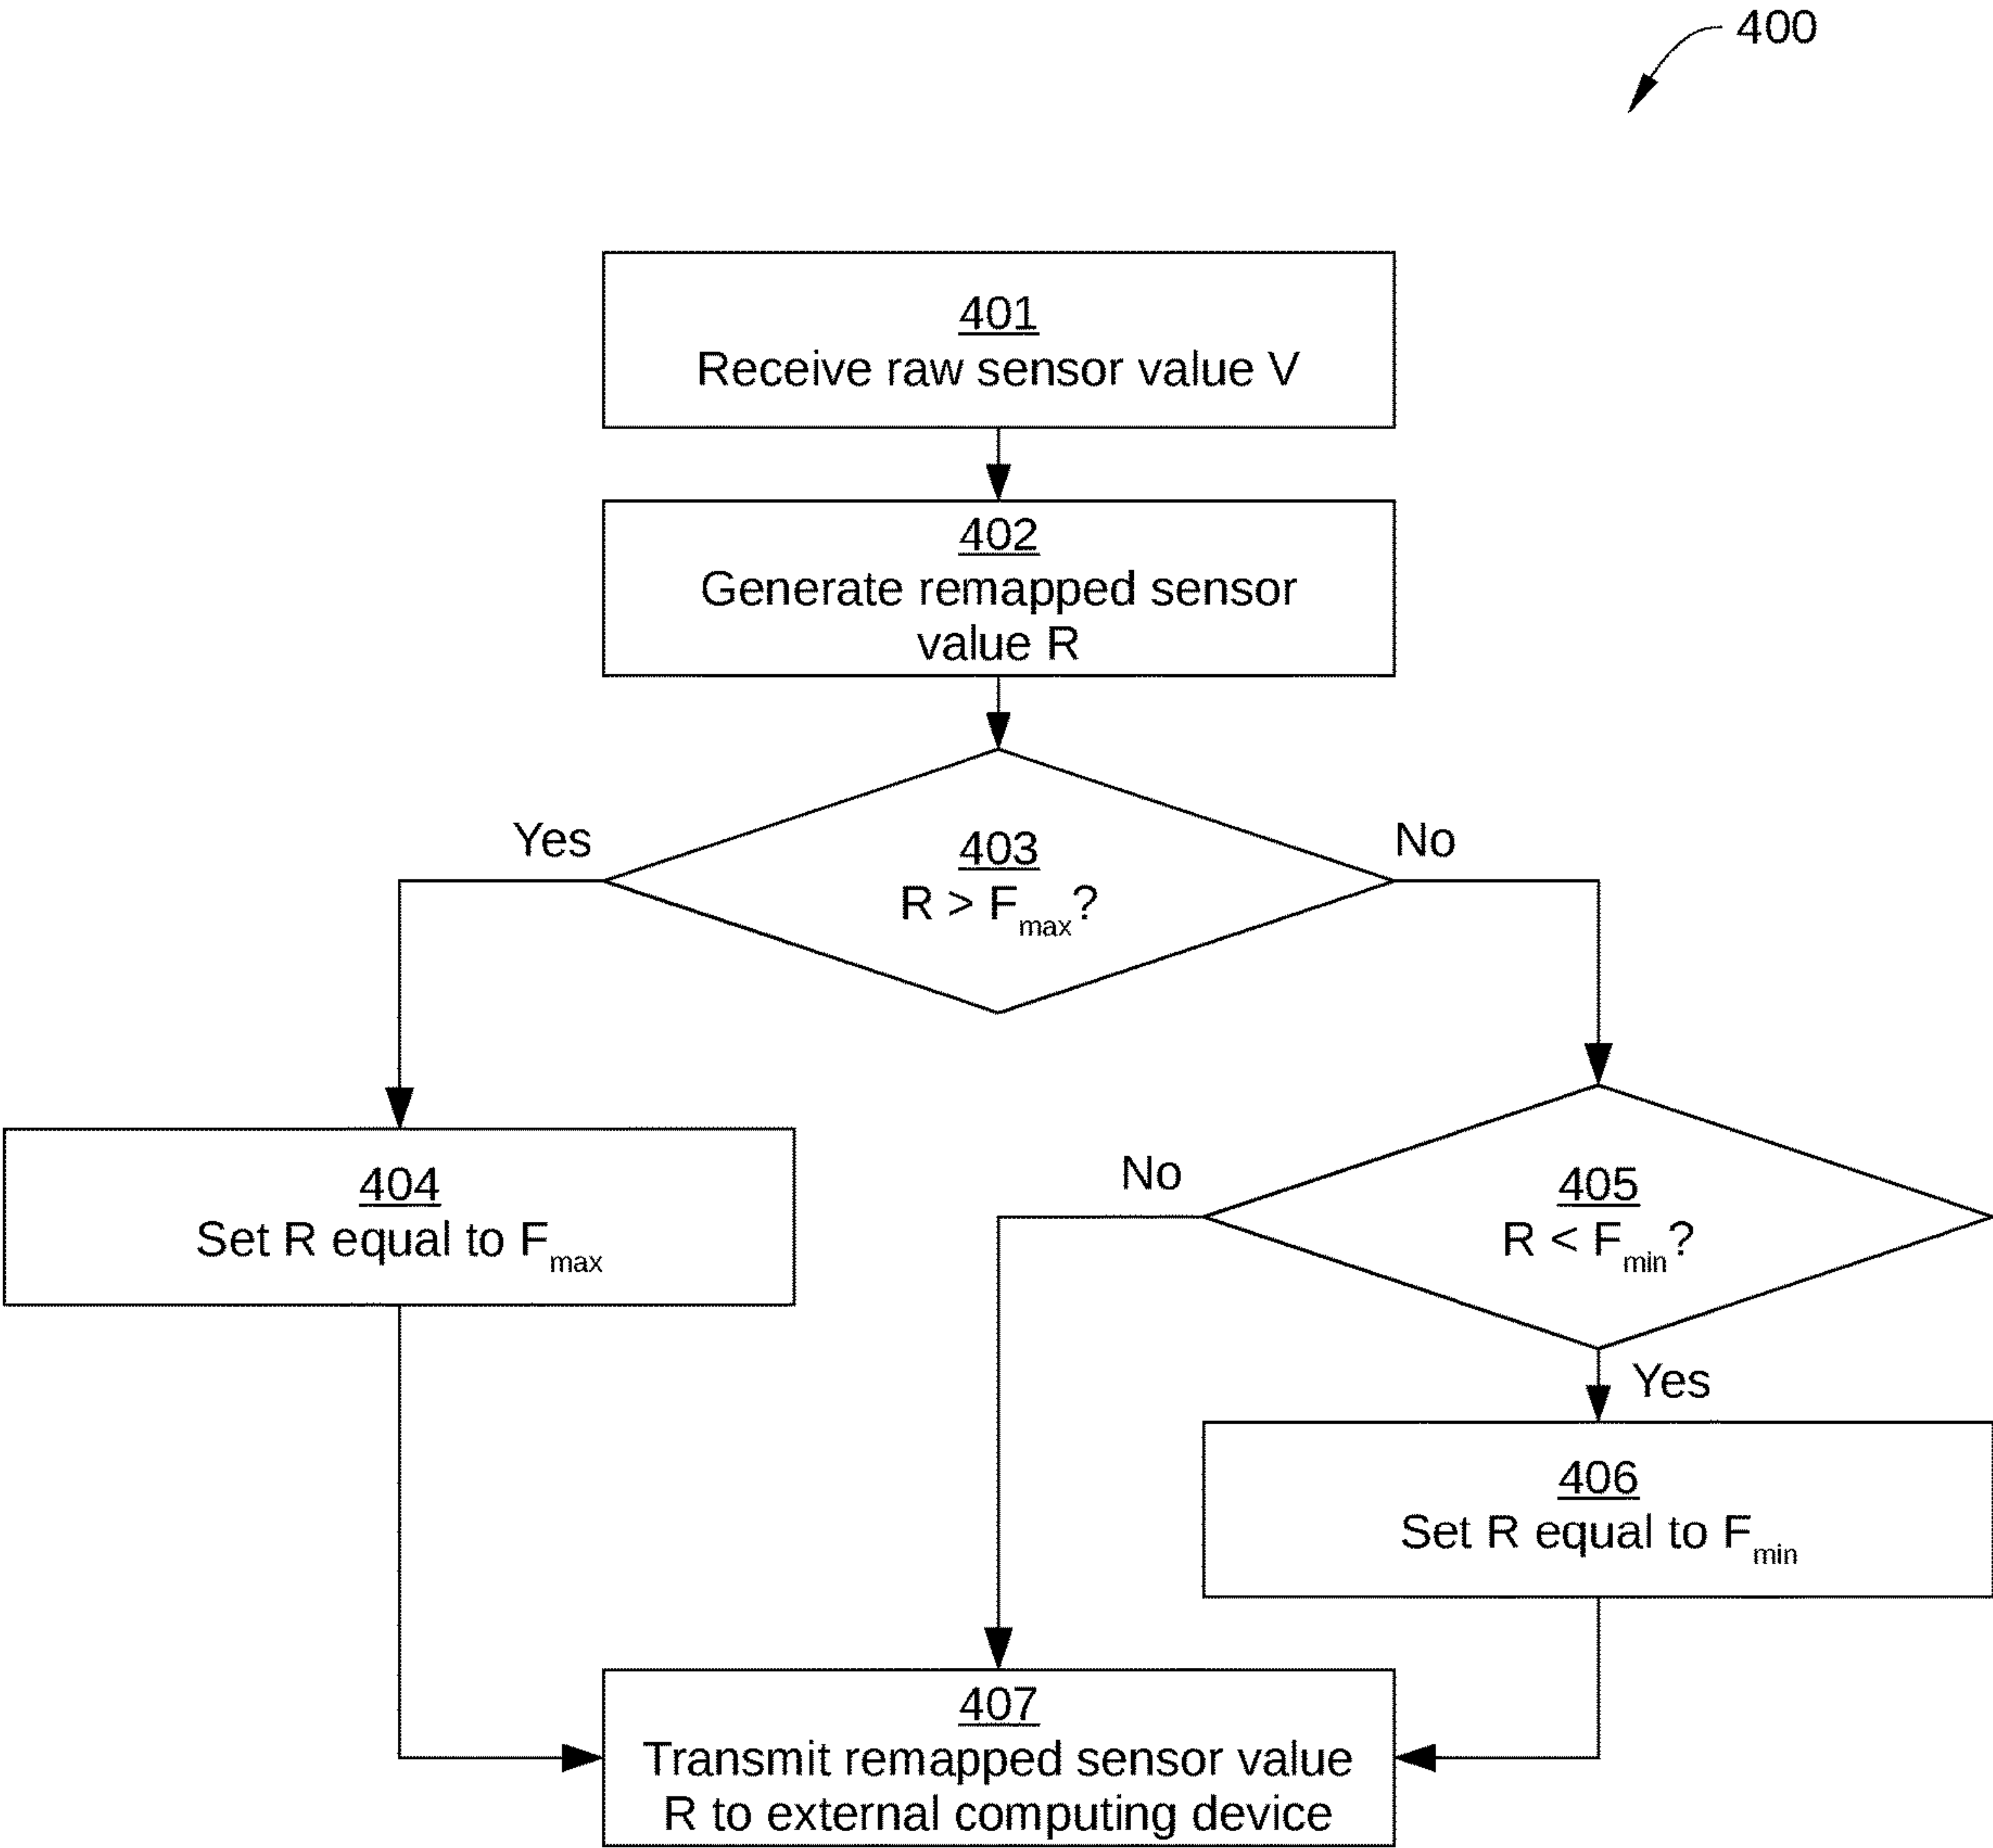 400
401
Receive raw sensor value V
402
Generate remapped sensor
value R
Yes
403
R > Fmax?
No
404
Set R equal to Fmax
No
405
R < Fmin?
Yes
406
Set R equal to Fmin
407
Transmit remapped sensor value
R to external computing device